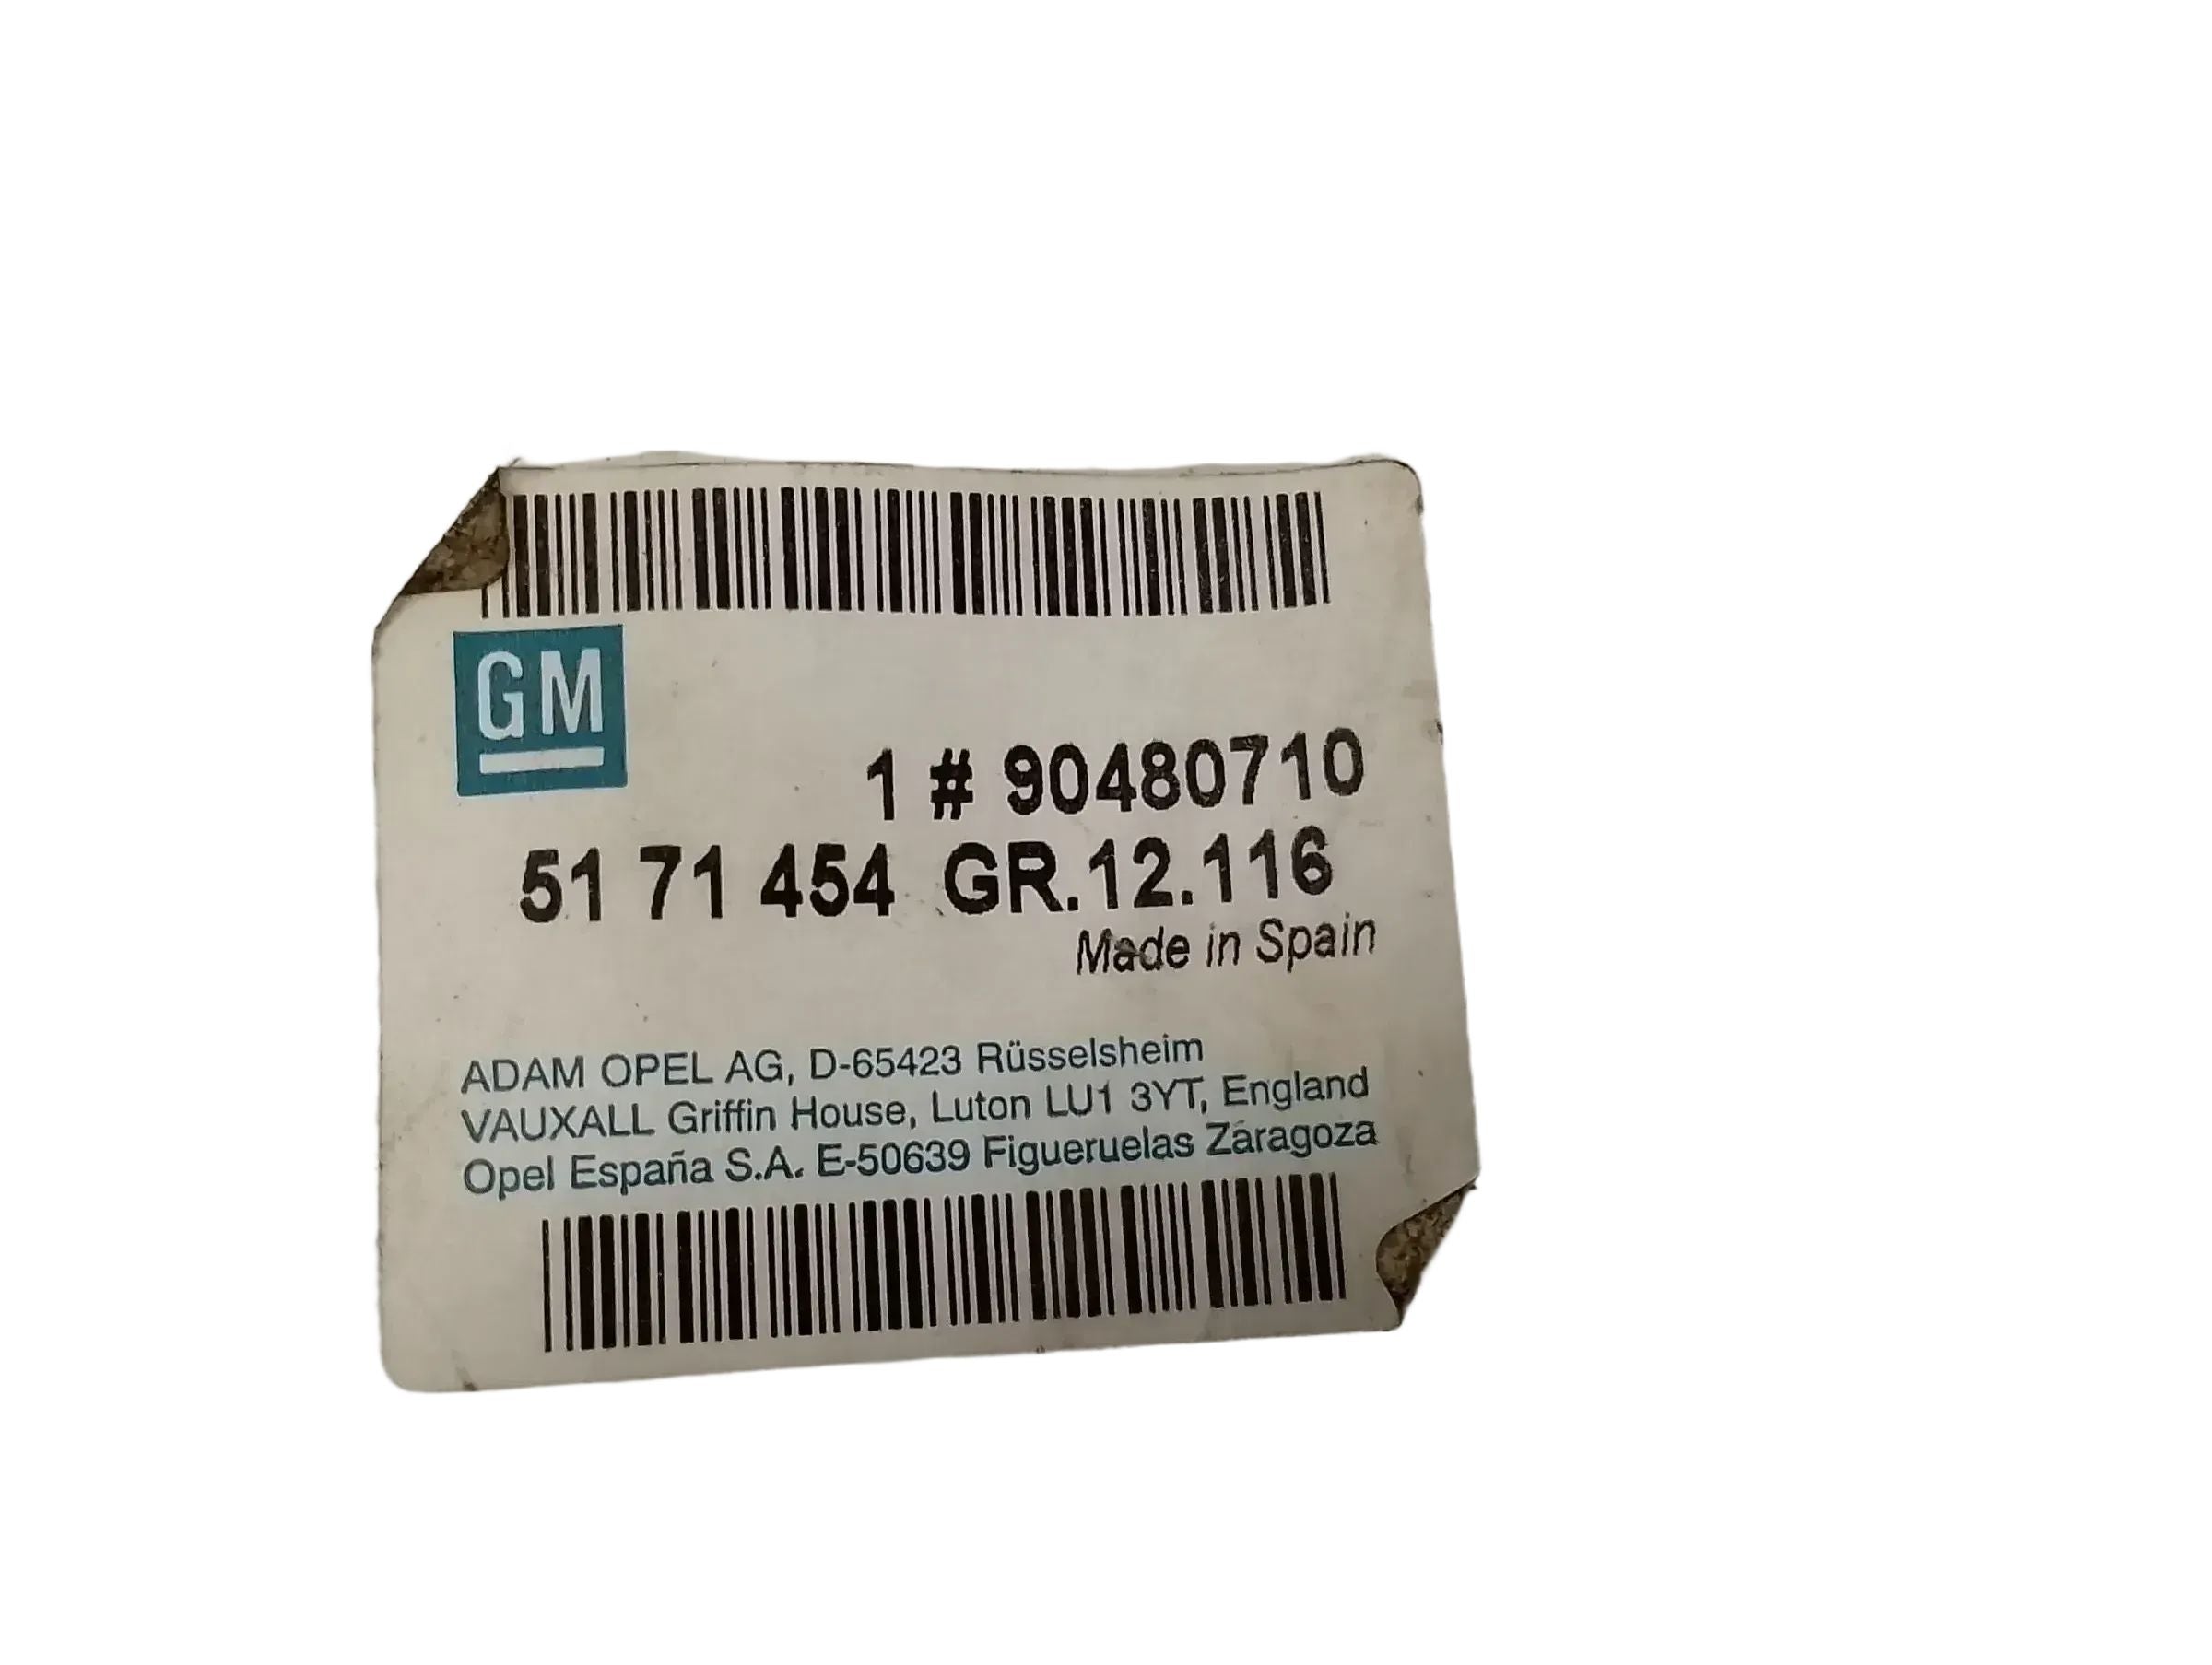 GM
1 # 90480710
51 71 454 GR.12.116
Made in Spain
ADAM OPEL AG, D-65423 Rüsselsheim
VAUXALL Griffin House, Luton LU1 3YT, England
Opel España S.A. E-50639 Figueruelas Zaragoza